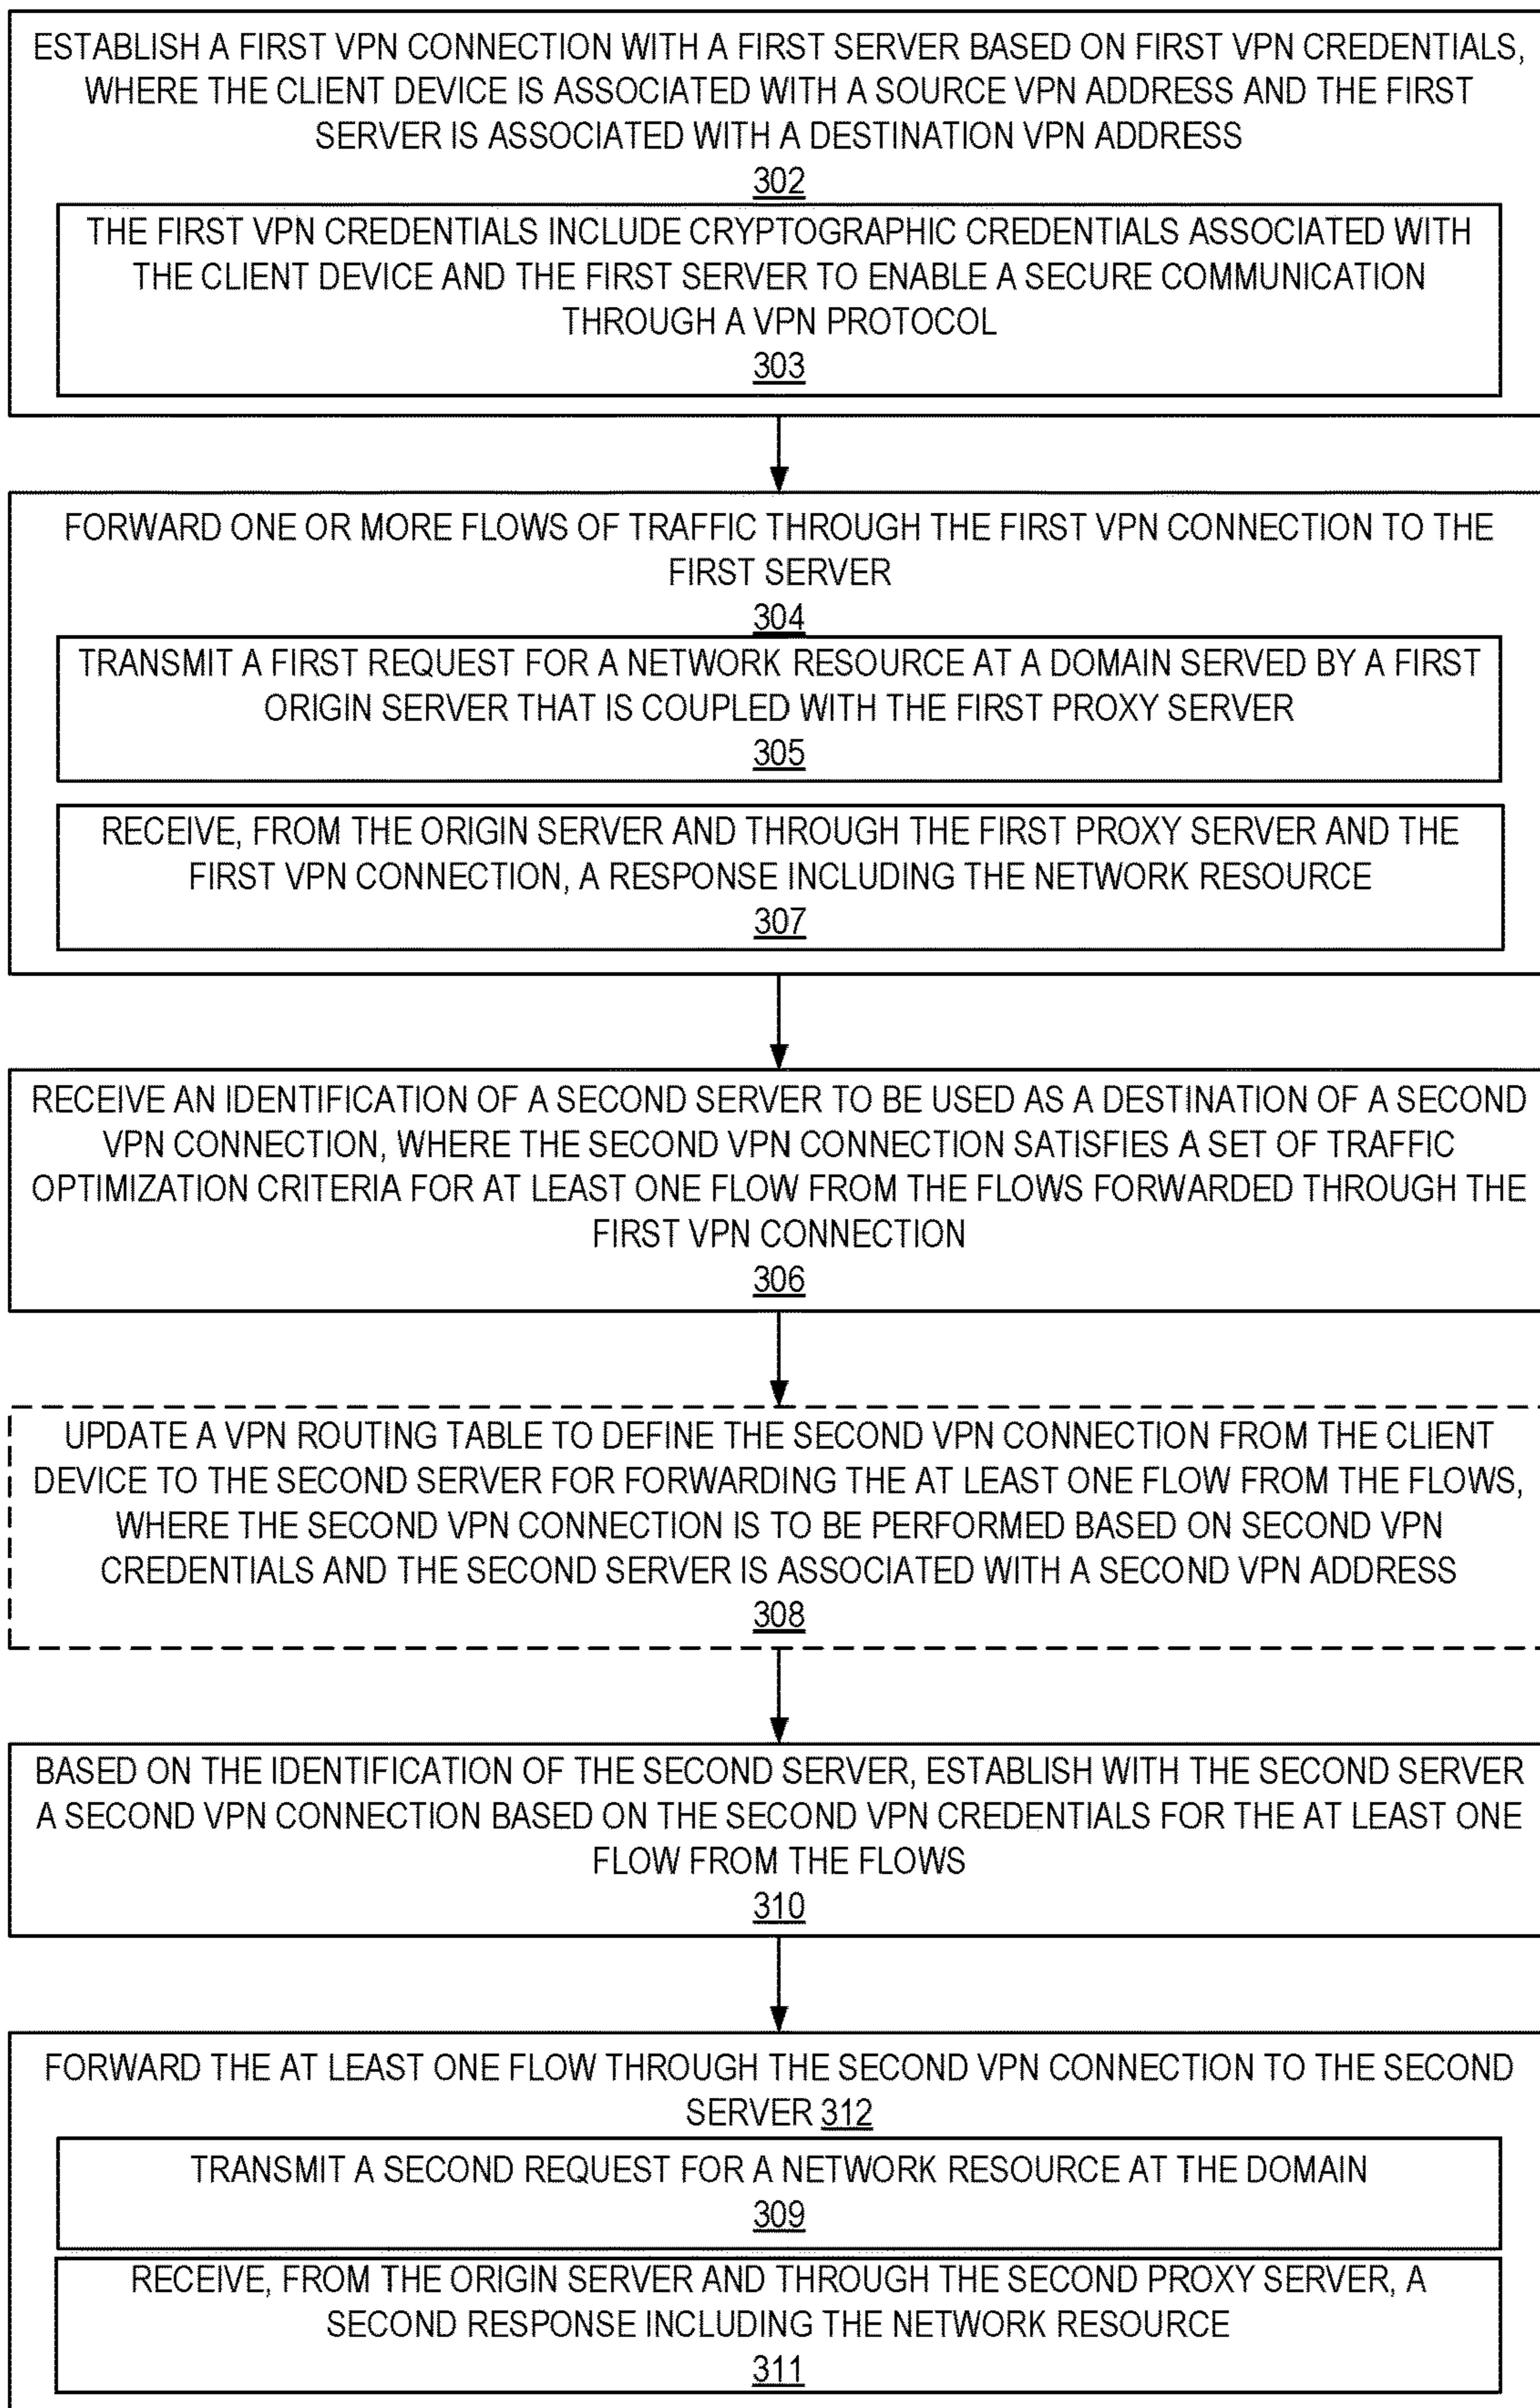 ESTABLISH A FIRST VPN CONNECTION WITH A FIRST SERVER BASED ON FIRST VPN CREDENTIALS,
WHERE THE CLIENT DEVICE IS ASSOCIATED WITH A SOURCE VPN ADDRESS AND THE FIRST
SERVER IS ASSOCIATED WITH A DESTINATION VPN ADDRESS
302
THE FIRST VPN CREDENTIALS INCLUDE CRYPTOGRAPHIC CREDENTIALS ASSOCIATED WITH
THE CLIENT DEVICE AND THE FIRST SERVER TO ENABLE A SECURE COMMUNICATION
THROUGH A VPN PROTOCOL
303
FORWARD ONE OR MORE FLOWS OF TRAFFIC THROUGH THE FIRST VPN CONNECTION TO THE
FIRST SERVER
304
TRANSMIT A FIRST REQUEST FOR A NETWORK RESOURCE AT A DOMAIN SERVED BY A FIRST
ORIGIN SERVER THAT IS COUPLED WITH THE FIRST PROXY SERVER
305
RECEIVE, FROM THE ORIGIN SERVER AND THROUGH THE FIRST PROXY SERVER AND THE
FIRST VPN CONNECTION, A RESPONSE INCLUDING THE NETWORK RESOURCE
307
RECEIVE AN IDENTIFICATION OF A SECOND SERVER TO BE USED AS A DESTINATION OF A SECOND
VPN CONNECTION, WHERE THE SECOND VPN CONNECTION SATISFIES A SET OF TRAFFIC
OPTIMIZATION CRITERIA FOR AT LEAST ONE FLOW FROM THE FLOWS FORWARDED THROUGH THE
FIRST VPN CONNECTION
306
UPDATE A VPN ROUTING TABLE TO DEFINE THE SECOND VPN CONNECTION FROM THE CLIENT
DEVICE TO THE SECOND SERVER FOR FORWARDING THE AT LEAST ONE FLOW FROM THE FLOWS,
WHERE THE SECOND VPN CONNECTION IS TO BE PERFORMED BASED ON SECOND VPN
CREDENTIALS AND THE SECOND SERVER IS ASSOCIATED WITH A SECOND VPN ADDRESS
308
BASED ON THE IDENTIFICATION OF THE SECOND SERVER, ESTABLISH WITH THE SECOND SERVER
A SECOND VPN CONNECTION BASED ON THE SECOND VPN CREDENTIALS FOR THE AT LEAST ONE
FLOW FROM THE FLOWS
310
FORWARD THE AT LEAST ONE FLOW THROUGH THE SECOND VPN CONNECTION TO THE SECOND
SERVER 312
TRANSMIT A SECOND REQUEST FOR A NETWORK RESOURCE AT THE DOMAIN
309
RECEIVE, FROM THE ORIGIN SERVER AND THROUGH THE SECOND PROXY SERVER, A
SECOND RESPONSE INCLUDING THE NETWORK RESOURCE
311